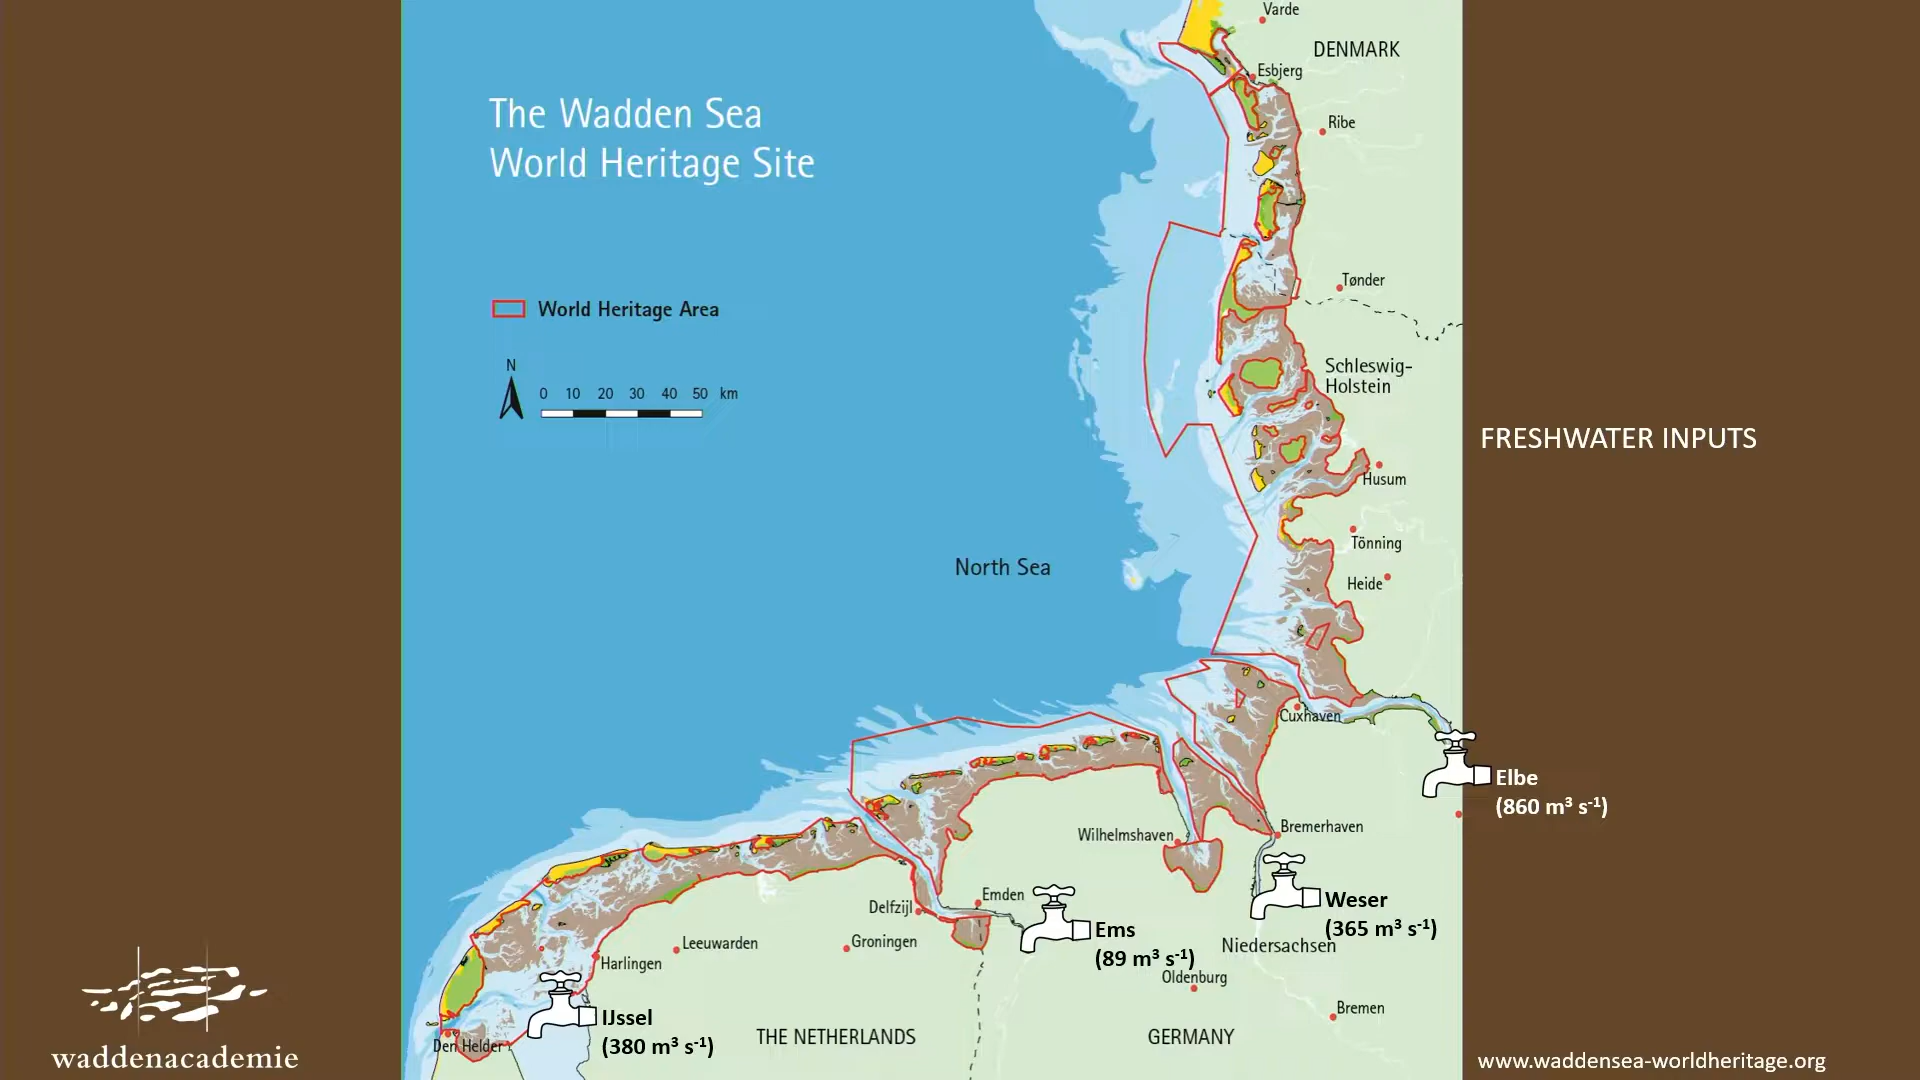 Varde
DENMARK
Esbjerg
The Wadden Sea
World Heritage Site
Ribe
Tønder
World Heritage Area
N
0 10 20 30 40 50 km
Schleswig-
Holstein
FRESHWATER INPUTS
Husum
Tönning
North Sea
Heide
Cuxhaven
Elbe
(860 m³ s⁻¹)
Wilhelmshaven
Bremerhaven
Emden
Delfzijl
Weser
(365 m³ s⁻¹)
Ems
(89 m³ s⁻¹)
Niedersachsen
Leeuwarden
Groningen
Harlingen
Oldenburg
Bremen
IJssel
(380 m³ s⁻¹)
THE NETHERLANDS
GERMANY
Den Helder
waddenacademie
www.waddensea-worldheritage.org